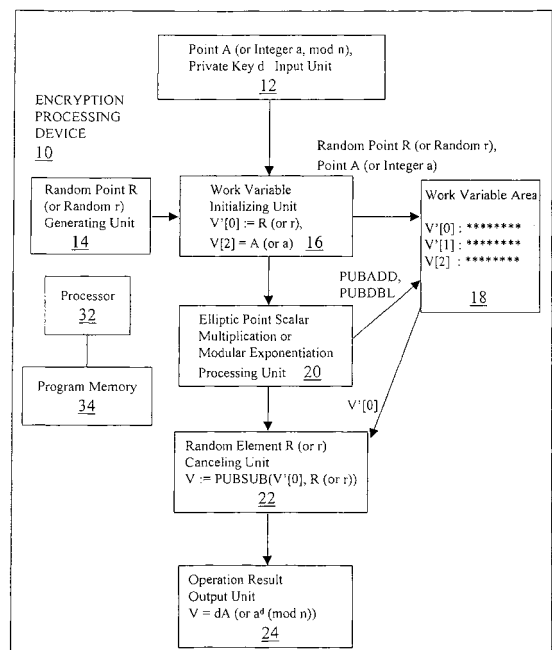 Point A (or Integer a, mod n),
Private Key d Input Unit
12
ENCRYPTION
PROCESSING
DEVICE
10
Random Point R (or Random r),
Point A (or Integer a)
Random Point R
(or Random r)
Generating Unit
14
Work Variable
Initializing Unit
V'[0] := R (or r),
V[2] = A (or a)
16
Work Variable Area
V'[0] : ********
V'[1] : ********
V[2] : ********
18
PUBADD,
PUBDBL
Processor
32
Elliptic Point Scalar
Multiplication or
Modular Exponentiation
Processing Unit
20
Program Memory
34
V'[0]
Random Element R (or r)
Canceling Unit
V := PUBSUB(V'[0], R (or r))
22
Operation Result
Output Unit
V = dA (or aᵈ (mod n))
24